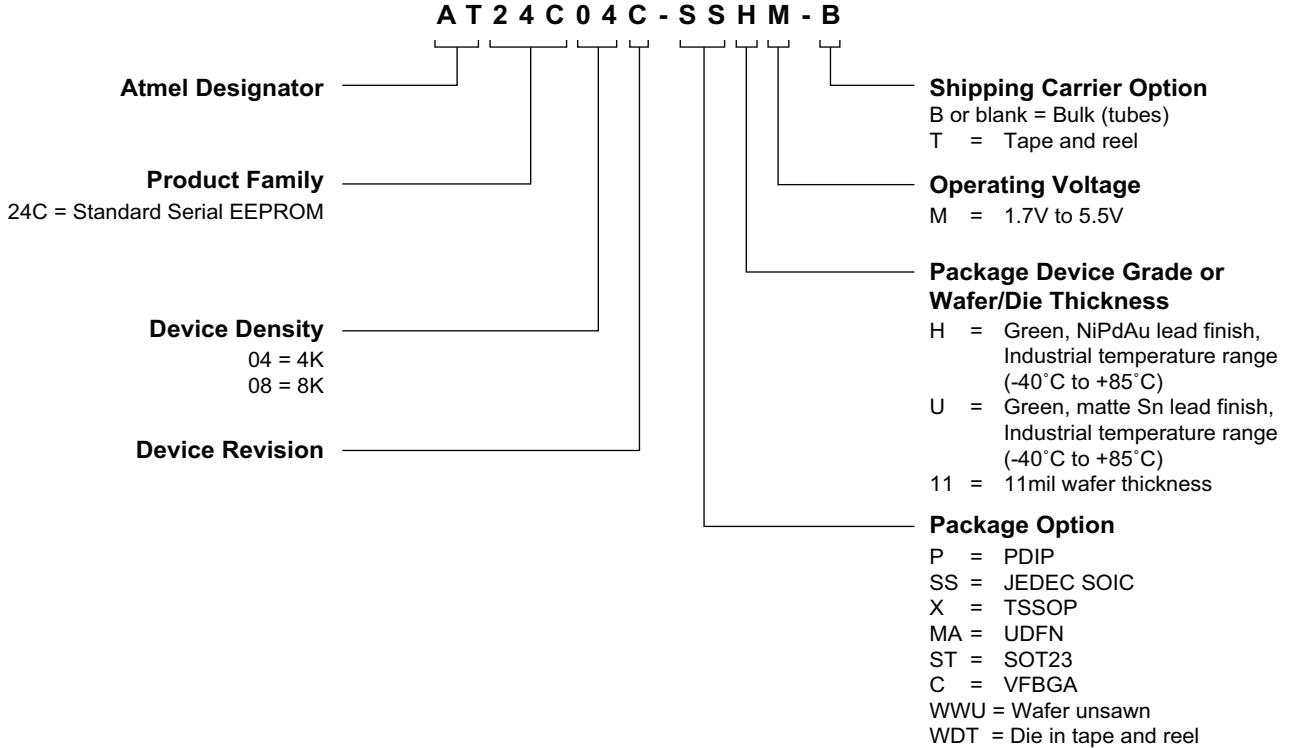 AT24C04C-SSHM-B
Atmel Designator
Product Family
24C = Standard Serial EEPROM
Device Density
04 = 4K
08 = 8K
Device Revision
Shipping Carrier Option
B or blank = Bulk (tubes)
T = Tape and reel
Operating Voltage
M = 1.7V to 5.5V
Package Device Grade or
Wafer/Die Thickness
H = Green, NiPdAu lead finish,
Industrial temperature range
(-40˚C to +85˚C)
U = Green, matte Sn lead finish,
Industrial temperature range
(-40˚C to +85˚C)
11 = 11mil wafer thickness
Package Option
P = PDIP
SS = JEDEC SOIC
X = TSSOP
MA = UDFN
ST = SOT23
C = VFBGA
WWU = Wafer unsawn
WDT = Die in tape and reel